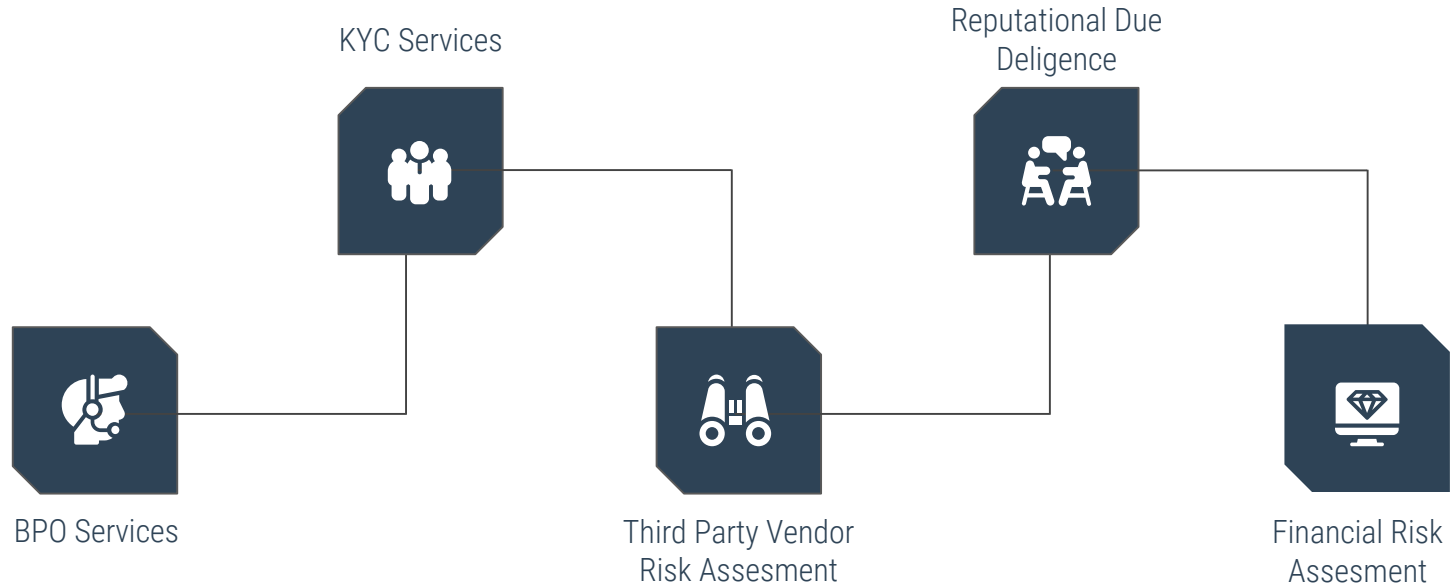 KYC Services
Reputational Due
Deligence
BPO Services
Third Party Vendor
Risk Assesment
Financial Risk
Assesment